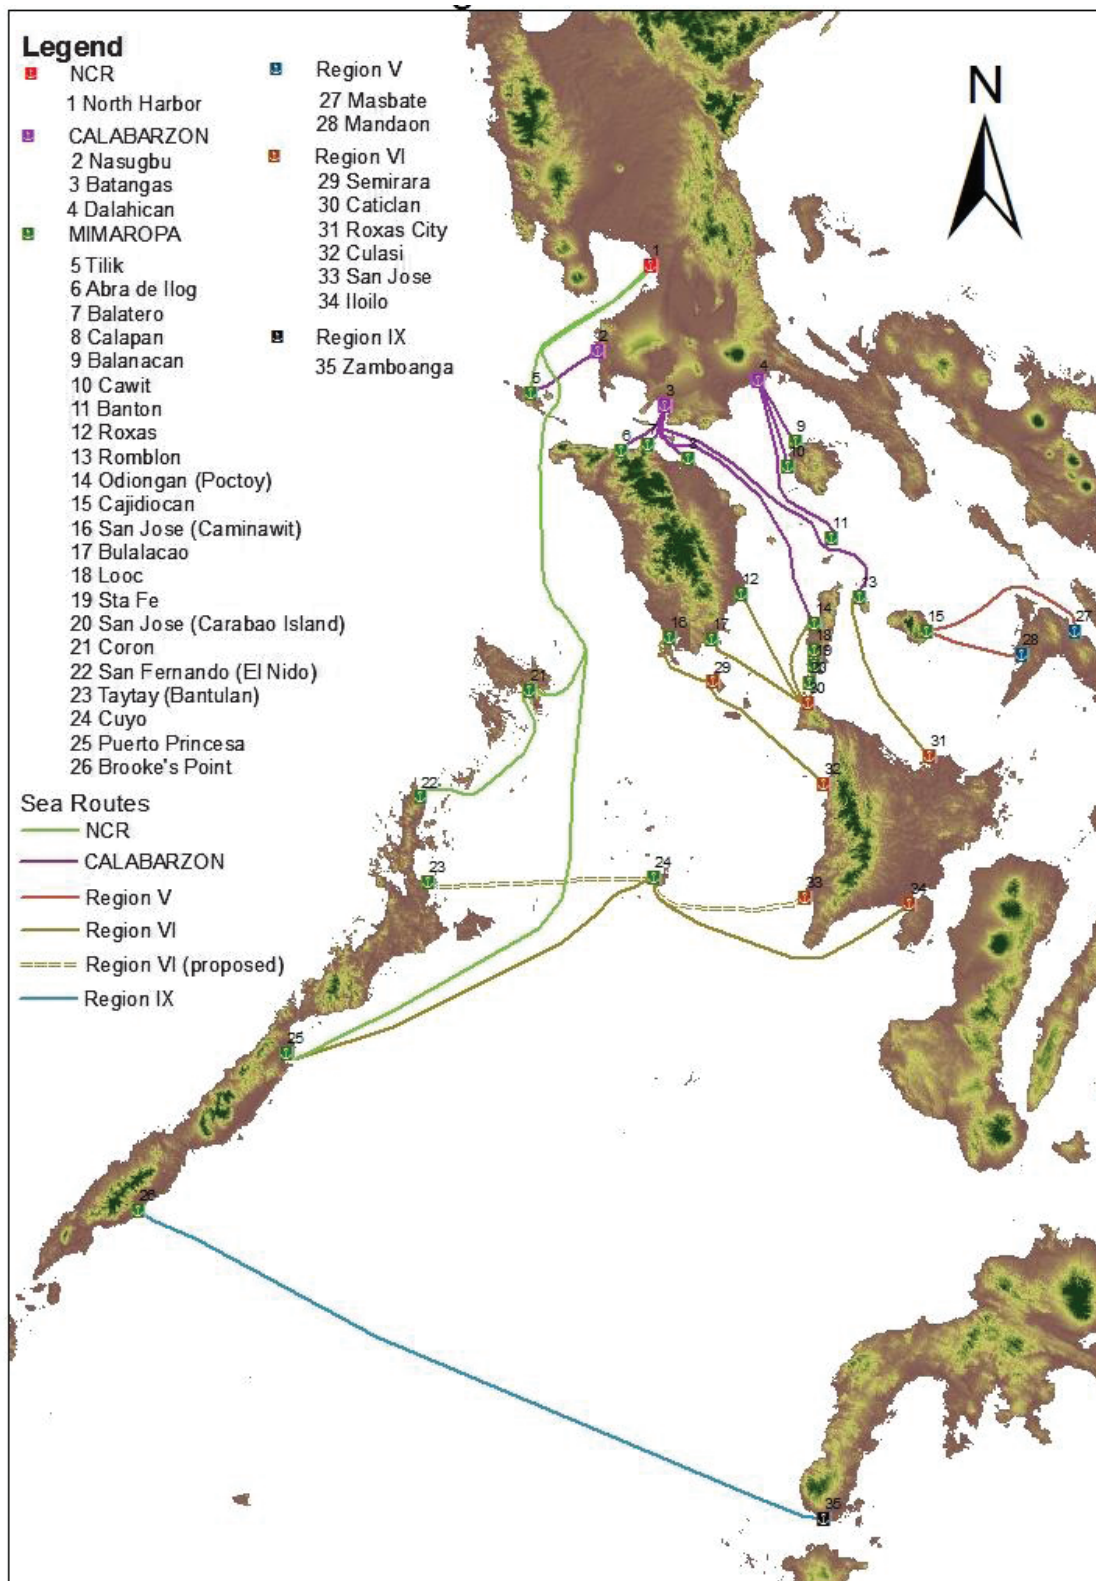 Legend
NCR
1 North Harbor
CALABARZON
2 Nasugbu
3 Batangas
4 Dalahican
MIMAROPA
5 Tilik
6 Abra de Ilog
7 Balatero
8 Calapan
9 Balanacan
10 Cawit
11 Banton
12 Roxas
13 Romblon
14 Odiongan (Poctoy)
15 Cajidiocan
16 San Jose (Caminawit)
17 Bulalacao
18 Looc
19 Sta Fe
20 San Jose (Carabao Island)
21 Coron
22 San Fernando (El Nido)
23 Taytay (Bantulan)
24 Cuyo
25 Puerto Princesa
26 Brooke's Point
Region V
27 Masbate
28 Mandaon
Region VI
29 Semirara
30 Caticlan
31 Roxas City
32 Culasi
33 San Jose
34 Iloilo
Region IX
35 Zamboanga
Sea Routes
NCR
CALABARZON
Region V
Region VI
Region VI (proposed)
Region IX
N
1
2
3
4
5
6
7
8
9
10
11
12
13
14
15
16
17
18
19
20
30
21
22
23
24
25
26
27
28
29
31
32
33
34
35